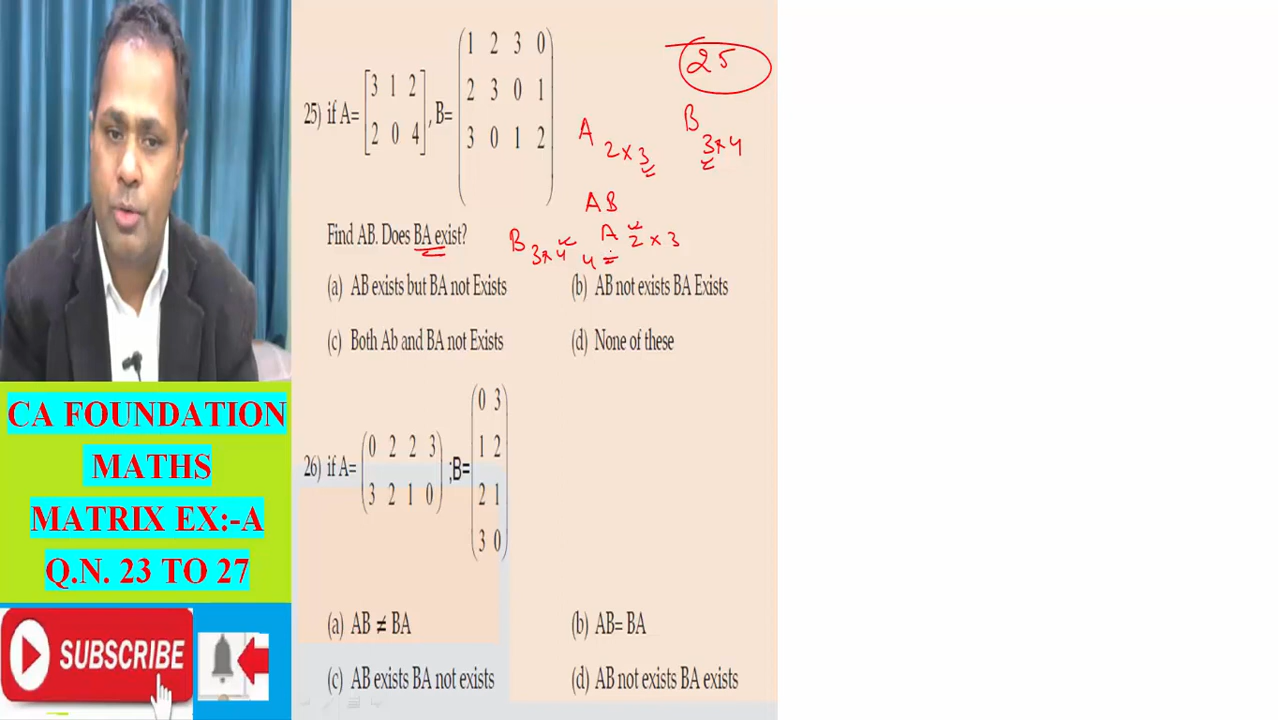 25) if A= [3 1 2
2 0 4] , B= (1 2 3 0
2 3 0 1
3 0 1 2)
25
A 2×3
B 3×4
AB
Find AB. Does BA exist?
B 3×4 A 2×3
4 =
(a) AB exists but BA not Exists
(b) AB not exists BA Exists
(c) Both Ab and BA not Exists
(d) None of these
26) if A= (0 2 2 3
3 2 1 0) ;B= (0 3
1 2
2 1
3 0)
(a) AB ≠ BA
(b) AB= BA
(c) AB exists BA not exists
(d) AB not exists BA exists
CA FOUNDATION
MATHS
MATRIX EX:-A
Q.N. 23 TO 27
SUBSCRIBE